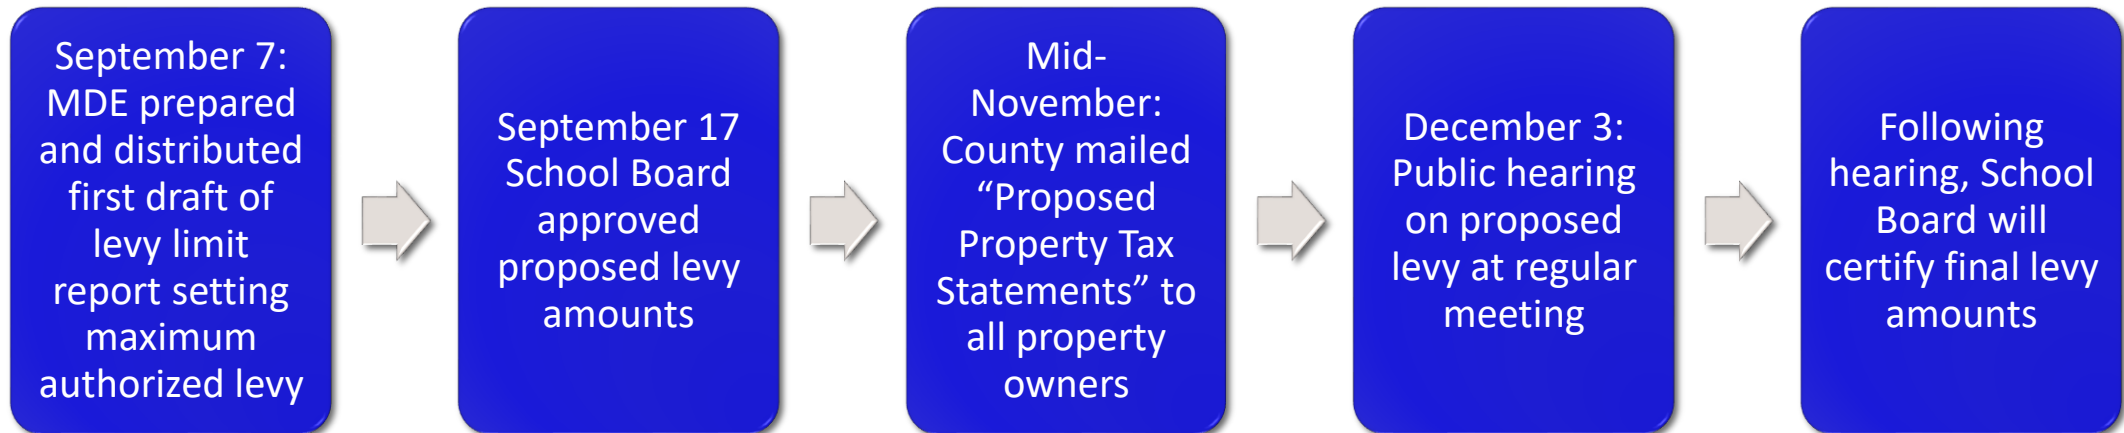 September 7:
MDE prepared
and distributed
first draft of
levy limit
report setting
maximum
authorized levy
September 17
School Board
approved
proposed levy
amounts
Mid-
November:
County mailed
“Proposed
Property Tax
Statements” to
all property
owners
December 3:
Public hearing
on proposed
levy at regular
meeting
Following
hearing, School
Board will
certify final levy
amounts